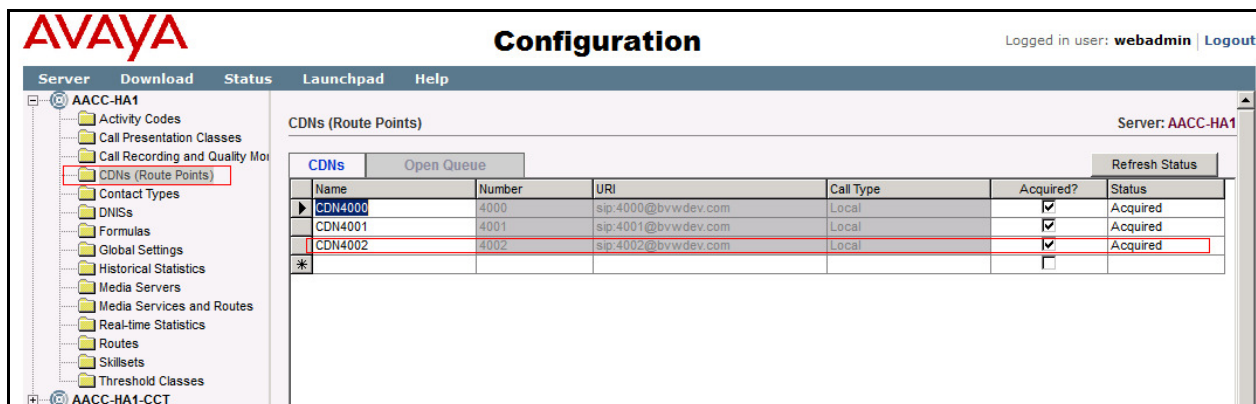 AVAYA
Configuration
Logged in user: webadmin | Logout
Server Download Status Launchpad Help
AACC-HA1
Activity Codes
Call Presentation Classes
Call Recording and Quality Mo
CDNs (Route Points)
Contact Types
DNISs
Formulas
Global Settings
Historical Statistics
Media Servers
Media Services and Routes
Real-time Statistics
Routes
Skillsets
Threshold Classes
AACC-HA1-CCT
CDNs (Route Points) Server: AACC-HA1
CDNs Open Queue Refresh Status
Name Number URI Call Type Acquired? Status
CDN4000 4000 sip:4000@bvwdev.com Local Acquired
CDN4001 4001 sip:4001@bvwdev.com Local Acquired
CDN4002 4002 sip:4002@bvwdev.com Local Acquired